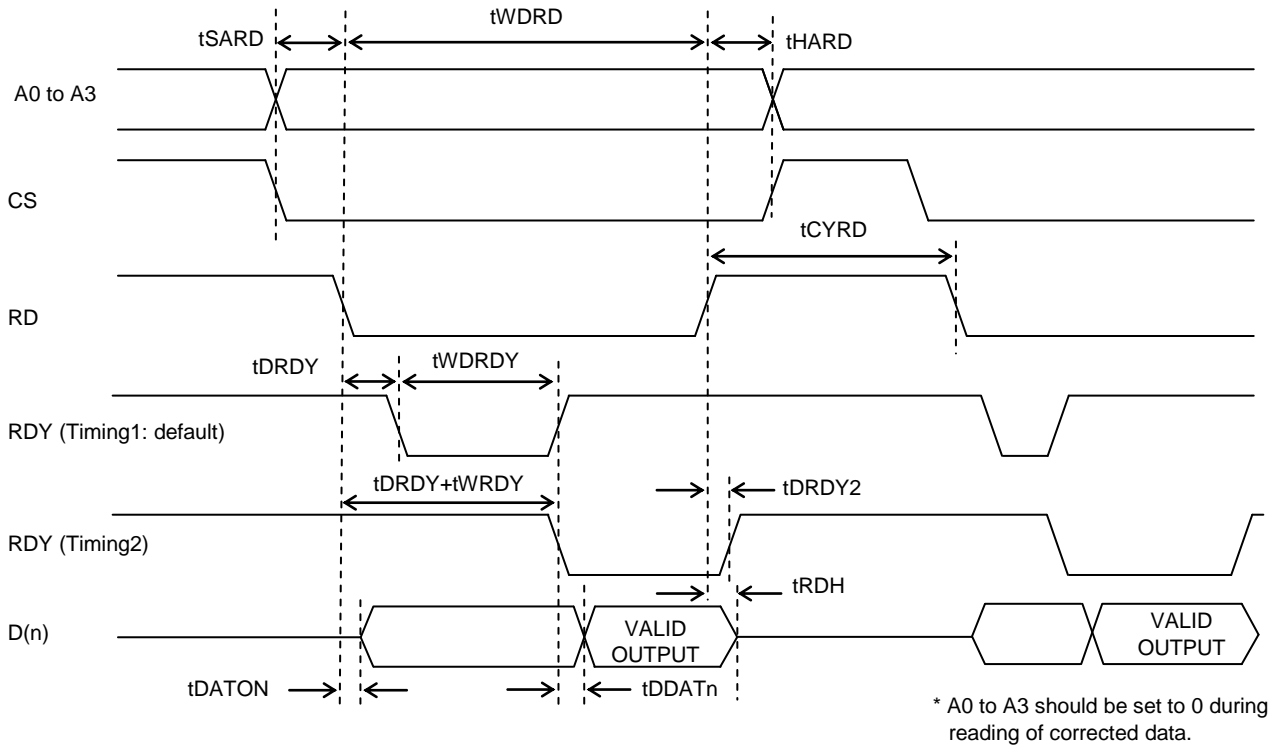 tWDRD
tSARD
tHARD
A0 to A3
CS
tCYRD
RD
tDRDY
tWDRDY
RDY (Timing1: default)
tDRDY+tWRDY
tDRDY2
RDY (Timing2)
tRDH
D(n)
VALID
OUTPUT
VALID
OUTPUT
tDATON
tDDATn
* A0 to A3 should be set to 0 during
reading of corrected data.